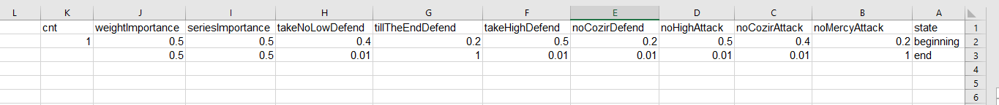 L K J I H G F E D C B A
cnt weightImportance seriesImportance takeNoLowDefend tillTheEndDefend takeHighDefend noCozirDefend noHighAttack noCozirAttack noMercyAttack state 1
1 0.5 0.5 0.4 0.2 0.5 0.2 0.5 0.4 0.2 beginning 2
0.5 0.5 0.01 1 0.01 0.01 0.01 0.01 1 end 3
4
5
6